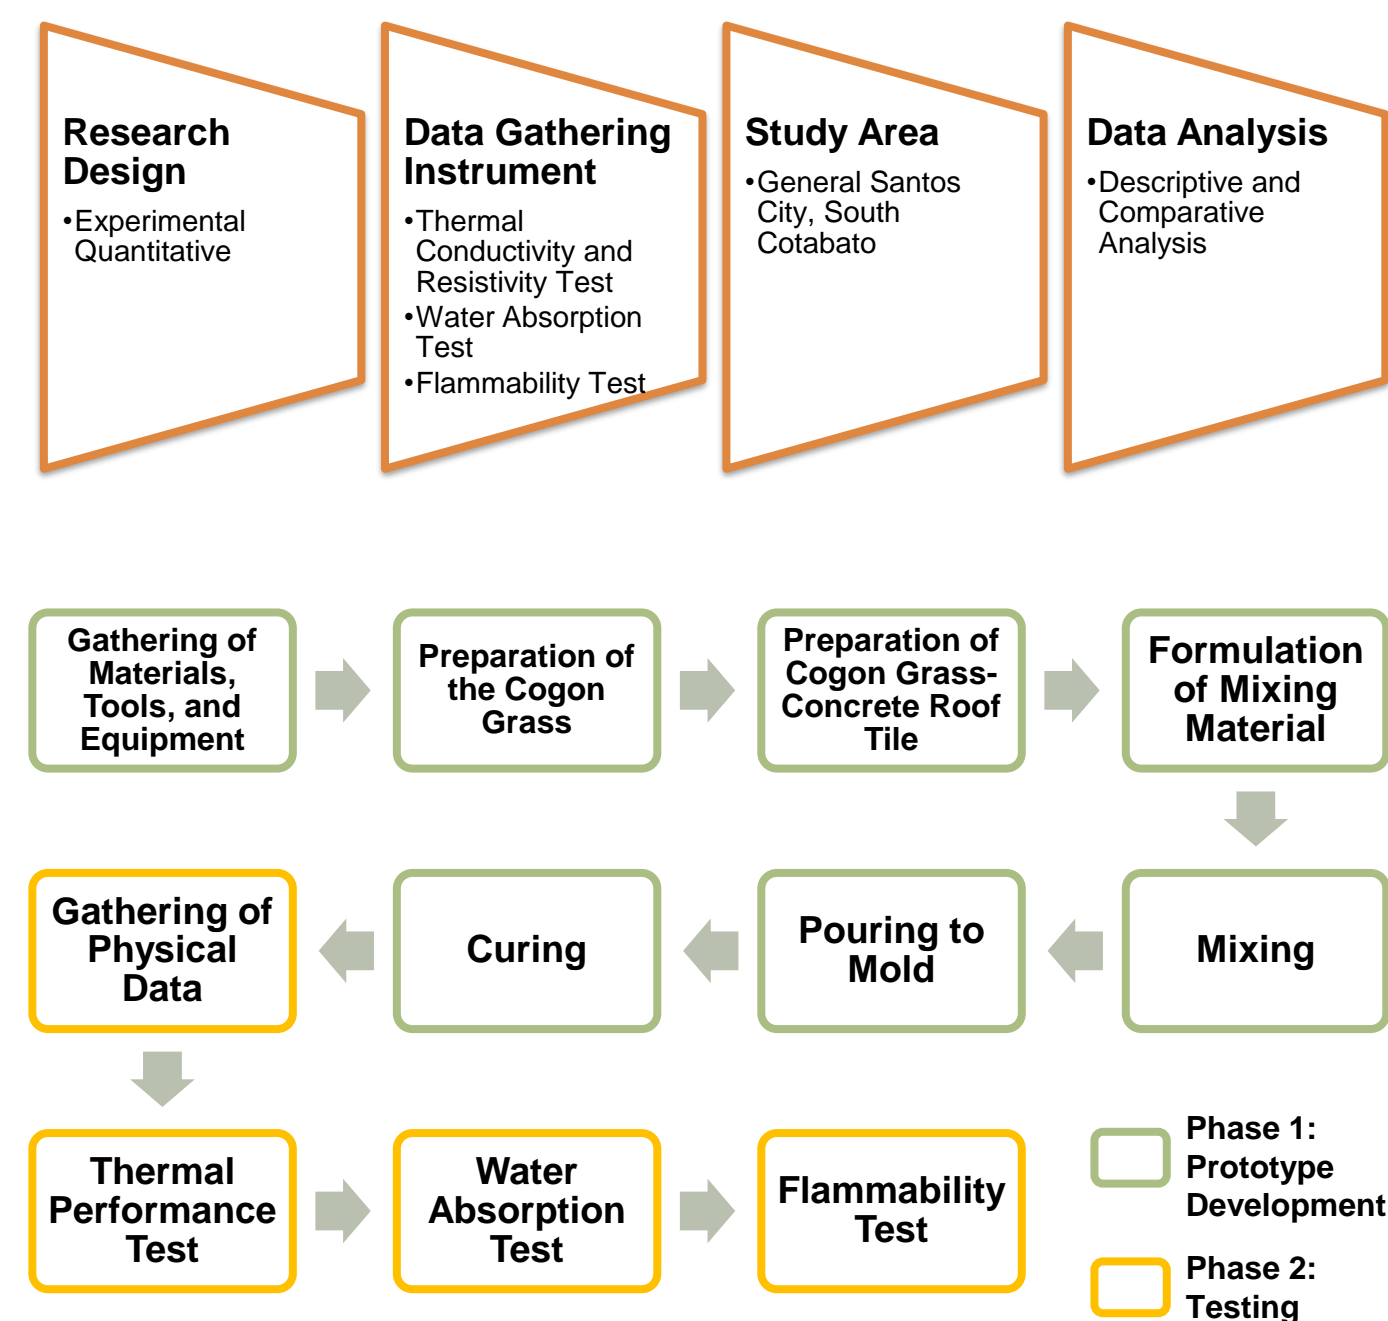 Research
Design
•Experimental
Quantitative
Data Gathering
Instrument
•Thermal
Conductivity and
Resistivity Test
•Water Absorption
Test
•Flammability Test
Study Area
•General Santos
City, South
Cotabato
Data Analysis
•Descriptive and
Comparative
Analysis
Gathering of
Materials,
Tools, and
Equipment
Preparation of
the Cogon
Grass
Preparation of
Cogon Grass-
Concrete Roof
Tile
Formulation
of Mixing
Material
Mixing
Pouring to
Mold
Curing
Gathering of
Physical
Data
Thermal
Performance
Test
Water
Absorption
Test
Flammability
Test
Phase 1:
Prototype
Development
Phase 2:
Testing